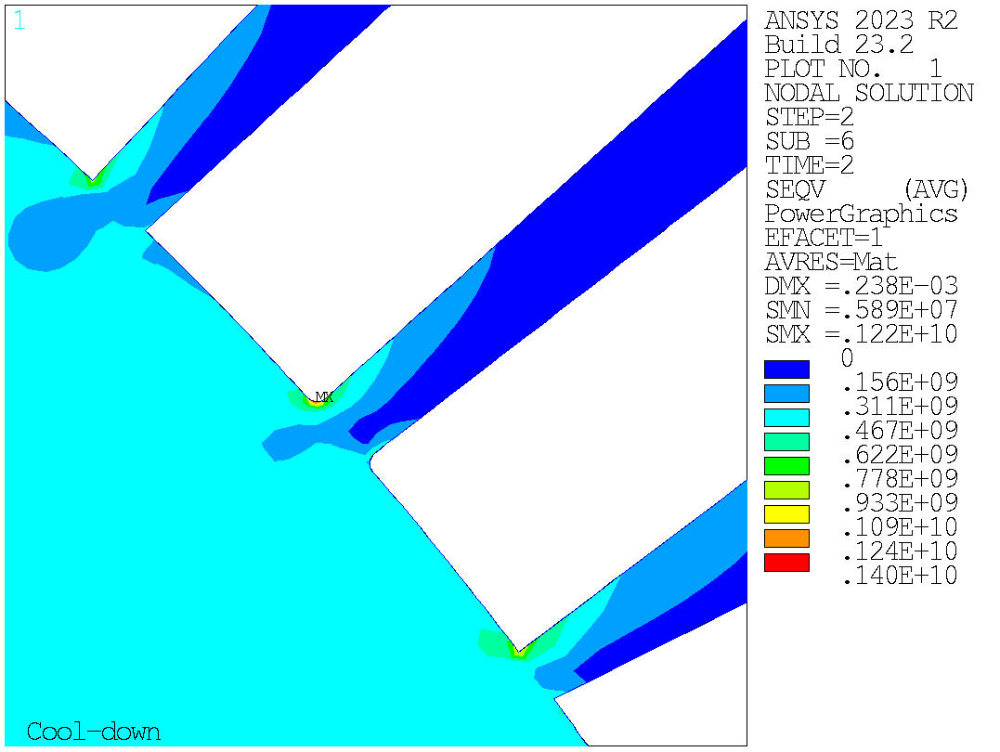 1
ANSYS 2023 R2
Build 23.2
PLOT NO. 1
NODAL SOLUTION
STEP=2
SUB =6
TIME=2
SEQV (AVG)
PowerGraphics
EFACET=1
AVRES=Mat
DMX =.238E-03
SMN =.589E+07
SMX =.122E+10
0
.156E+09
.311E+09
.467E+09
.622E+09
.778E+09
.933E+09
.109E+10
.124E+10
.140E+10
MX
Cool-down